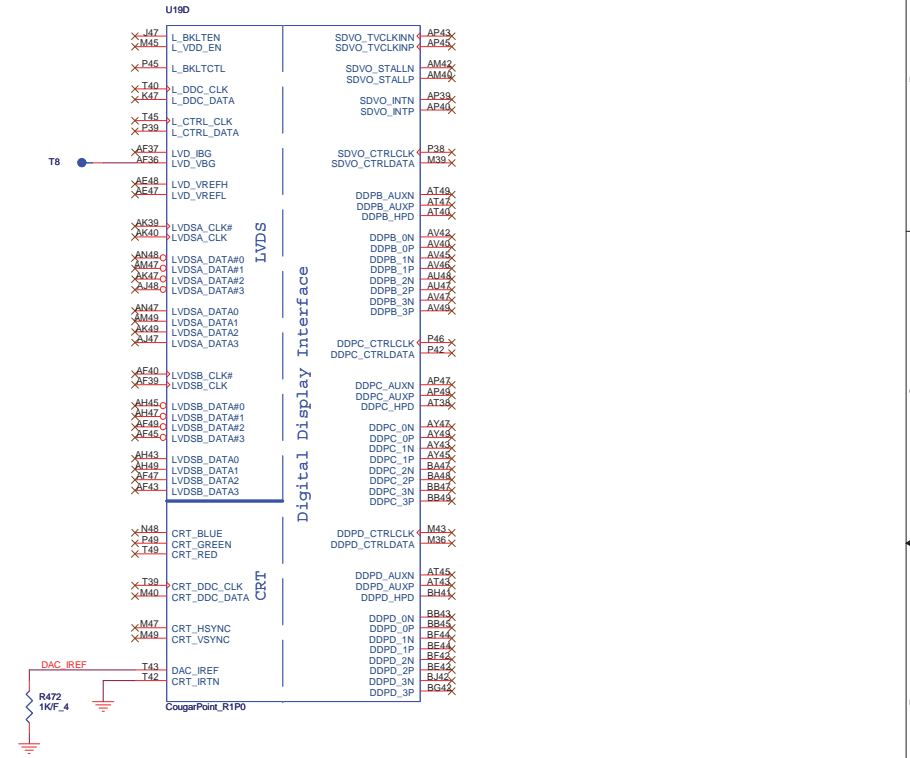 U19D
J47 L_BKLTEN
M45 L_VDD_EN
P45 L_BKLTCTL
T40 L_DDC_CLK
K47 L_DDC_DATA
T45 L_CTRL_CLK
P39 L_CTRL_DATA
AF37 LVD_IBG
T8 AF36 LVD_VBG
AE48 LVD_VREFH
AE47 LVD_VREFL
AK39 LVDSA_CLK#
AK40 LVDSA_CLK
AN48 LVDSA_DATA#0
AM47 LVDSA_DATA#1
AK47 LVDSA_DATA#2
AJ48 LVDSA_DATA#3
AN47 LVDSA_DATA0
AM49 LVDSA_DATA1
AK49 LVDSA_DATA2
AJ47 LVDSA_DATA3
AF40 LVDSB_CLK#
AF39 LVDSB_CLK
AH45 LVDSB_DATA#0
AH47 LVDSB_DATA#1
AF49 LVDSB_DATA#2
AF45 LVDSB_DATA#3
AH43 LVDSB_DATA0
AH49 LVDSB_DATA1
AF47 LVDSB_DATA2
AF43 LVDSB_DATA3
N48 CRT_BLUE
P49 CRT_GREEN
T49 CRT_RED
T39 CRT_DDC_CLK
M40 CRT_DDC_DATA
M47 CRT_HSYNC
M49 CRT_VSYNC
DAC_IREF T43 DAC_IREF
T42 CRT_IRTN
R472
1K/F_4
LVDS
CRT
Digital Display Interface
SDVO_TVCLKINN AP43
SDVO_TVCLKINP AP45
SDVO_STALLN AM42
SDVO_STALLP AM40
SDVO_INTN AP39
SDVO_INTP AP40
SDVO_CTRLCLK P38
SDVO_CTRLDATA M39
DDPB_AUXN AT49
DDPB_AUXP AT47
DDPB_HPD AT40
DDPB_0N AV42
DDPB_0P AV40
DDPB_1N AV45
DDPB_1P AV46
DDPB_2N AU48
DDPB_2P AU47
DDPB_3N AV47
DDPB_3P AV49
DDPC_CTRLCLK P46
DDPC_CTRLDATA P42
DDPC_AUXN AP47
DDPC_AUXP AP49
DDPC_HPD AT38
DDPC_0N AY47
DDPC_0P AY49
DDPC_1N AY43
DDPC_1P AY45
DDPC_2N BA47
DDPC_2P BA48
DDPC_3N BB47
DDPC_3P BB49
DDPD_CTRLCLK M43
DDPD_CTRLDATA M36
DDPD_AUXN AT45
DDPD_AUXP AT43
DDPD_HPD BH41
DDPD_0N BB43
DDPD_0P BB45
DDPD_1N BF44
DDPD_1P BE44
DDPD_2N BF42
DDPD_2P BE42
DDPD_3N BJ42
DDPD_3P BG42
CougarPoint_R1P0